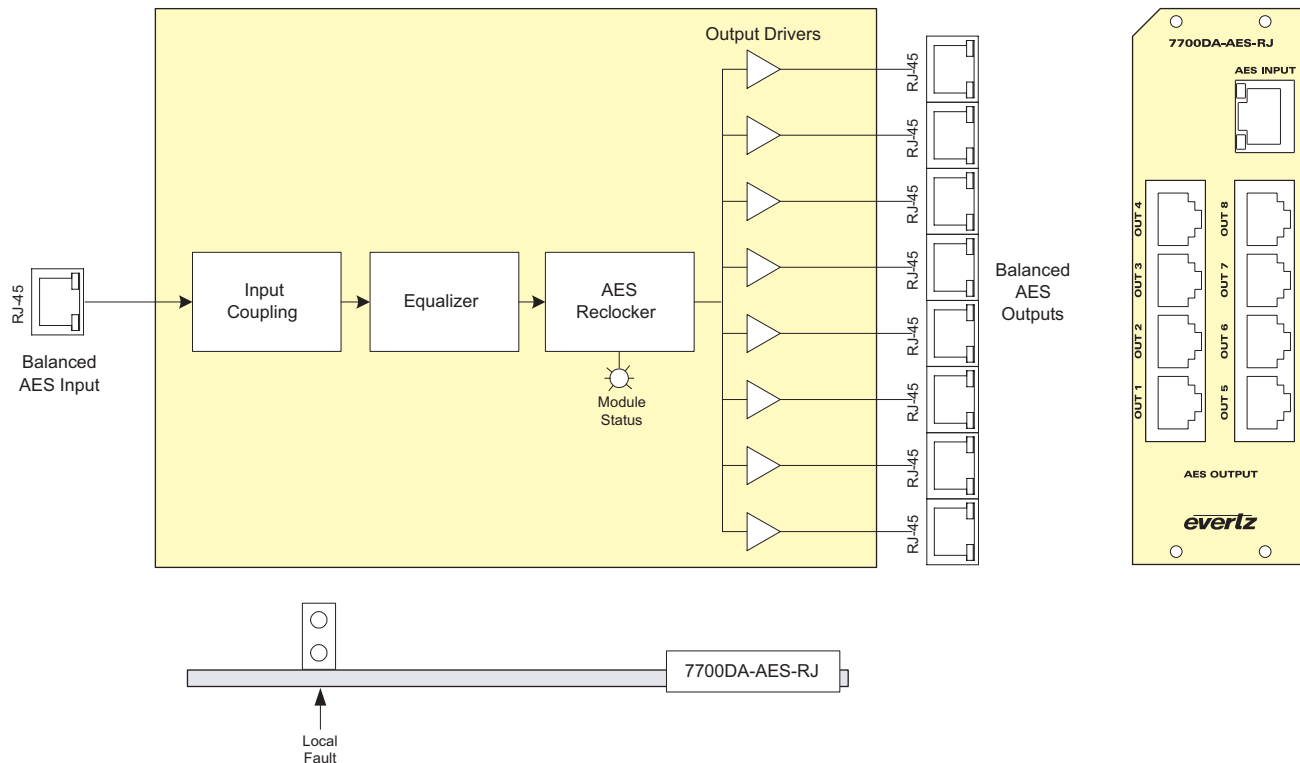 Output Drivers
RJ-45
RJ-45
RJ-45
RJ-45
RJ-45
RJ-45
RJ-45
RJ-45
RJ-45
Balanced
AES Input
Input
Coupling
Equalizer
AES
Reclocker
Module
Status
Balanced
AES
Outputs
7700DA-AES-RJ
AES INPUT
OUT 4
OUT 8
OUT 3
OUT 7
OUT 2
OUT 6
OUT 1
OUT 5
AES OUTPUT
evertz
7700DA-AES-RJ
Local
Fault